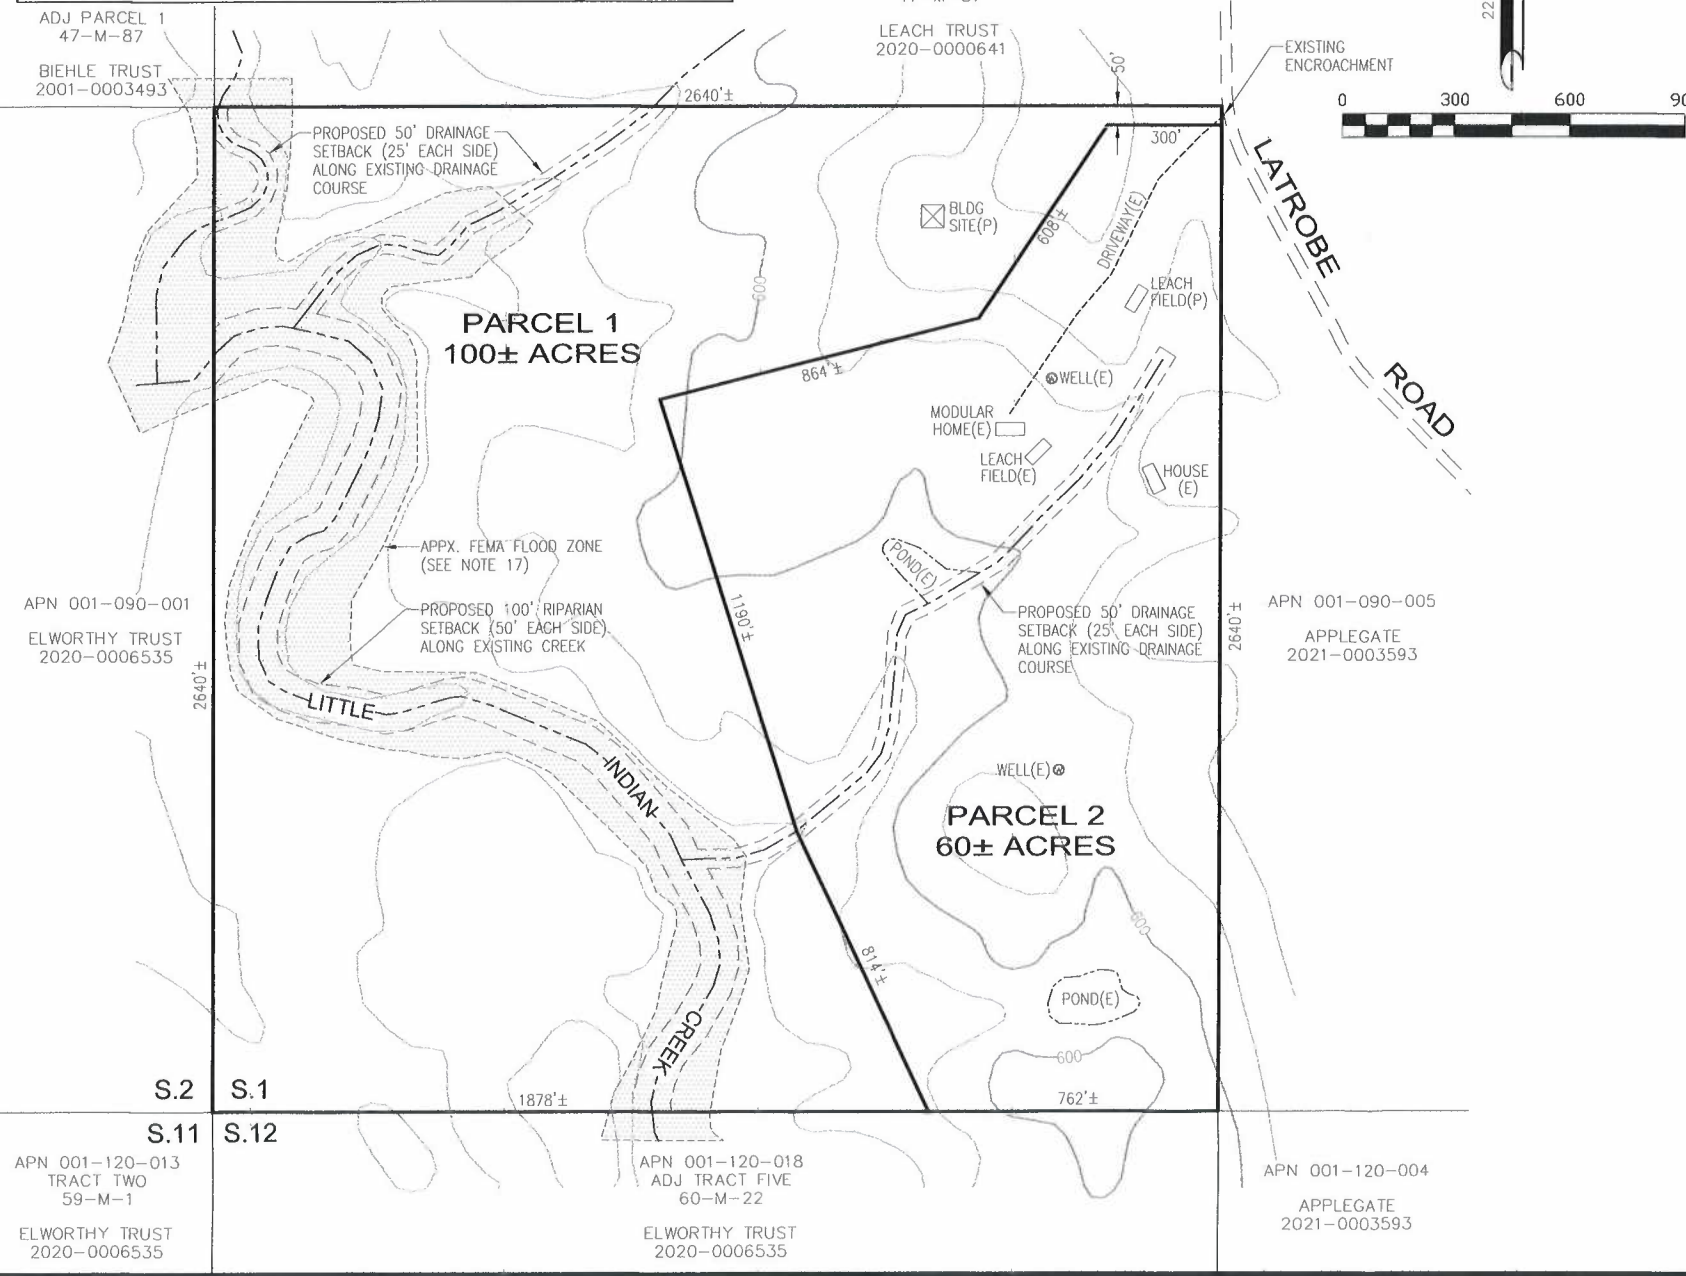 ADJ PARCEL 1
47-M-87
BIEHLE TRUST
2001-0003493
LEACH TRUST
2020-0000641
50'
22
EXISTING
ENCROACHMENT
0 300 600 90
2640'±
300'
PROPOSED 50' DRAINAGE
SETBACK (25' EACH SIDE)
ALONG EXISTING DRAINAGE
COURSE
LATROBE
ROAD
BLDG
SITE(P)
608'±
DRIVEWAY(E)
LEACH
FIELD(P)
600
PARCEL 1
100± ACRES
864'±
WELL(E)
MODULAR
HOME(E)
LEACH
FIELD(E)
HOUSE
(E)
APPX. FEMA FLOOD ZONE
(SEE NOTE 17)
POND(E)
PROPOSED 100' RIPARIAN
SETBACK (50' EACH SIDE)
ALONG EXISTING CREEK
1190'±
PROPOSED 50' DRAINAGE
SETBACK (25' EACH SIDE)
ALONG EXISTING DRAINAGE
COURSE
APN 001-090-001
ELWORTHY TRUST
2020-0006535
2640'±
2640'±
APN 001-090-005
APPLEGATE
2021-0003593
LITTLE
INDIAN
CREEK
WELL(E)
PARCEL 2
60± ACRES
600
814'±
POND(E)
600
S.2 S.1
1878'±
762'±
S.11 S.12
APN 001-120-013
TRACT TWO
59-M-1
ELWORTHY TRUST
2020-0006535
APN 001-120-018
ADJ TRACT FIVE
60-M-22
ELWORTHY TRUST
2020-0006535
APN 001-120-004
APPLEGATE
2021-0003593